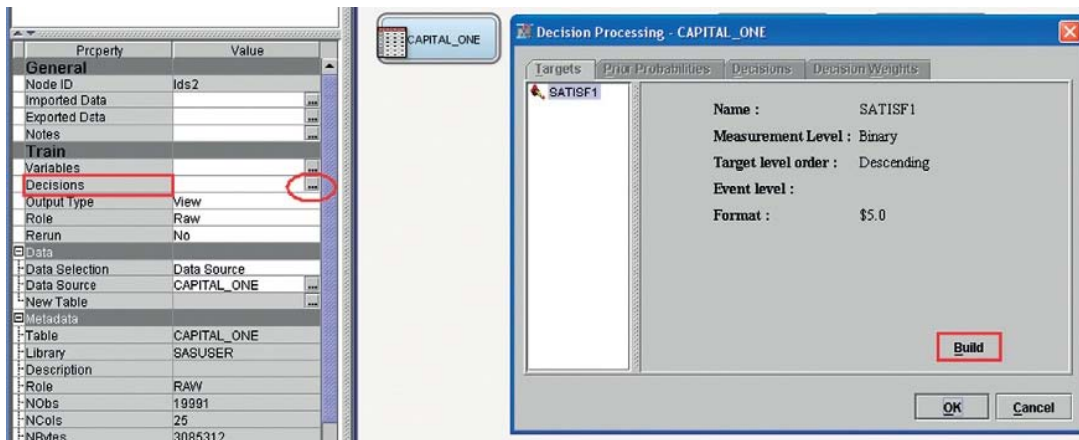 Property Value
General
Node ID Ids2
Imported Data ...
Exported Data ...
Notes ...
Train
Variables ...
Decisions ...
Output Type View
Role Raw
Rerun No
Data
Data Selection Data Source
Data Source CAPITAL_ONE ...
New Table ...
Metadata
Table CAPITAL_ONE
Library SASUSER
Description
Role RAW
NObs 19991
NCols 25
NBytes 3085312
CAPITAL_ONE
Decision Processing - CAPITAL_ONE
Targets Prior Probabilities Decisions Decision Weights
SATISF1
Name : SATISF1
Measurement Level : Binary
Target level order : Descending
Event level :
Format : $5.0
Build
OK Cancel